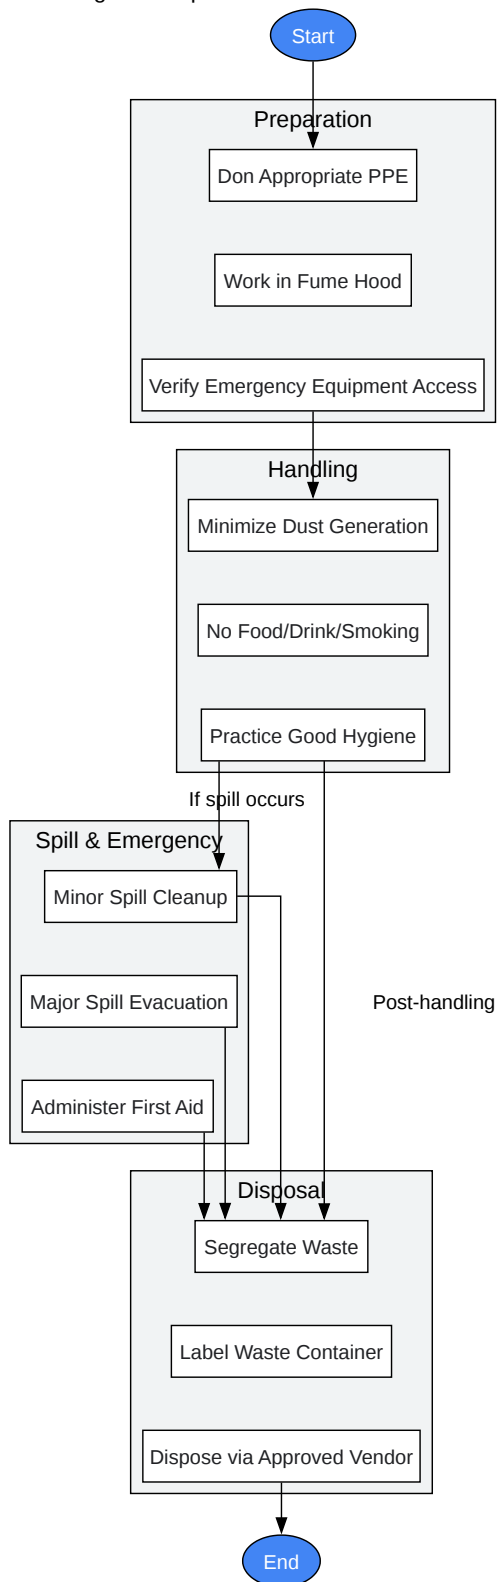 Start
Preparation
Don Appropriate PPE
Work in Fume Hood
Verify Emergency Equipment Access
Handling
Minimize Dust Generation
No Food/Drink/Smoking
Practice Good Hygiene
If spill occurs
Spill & Emergency
Minor Spill Cleanup
Major Spill Evacuation
Post-handling
Administer First Aid
Disposal
Segregate Waste
Label Waste Container
Dispose via Approved Vendor
End